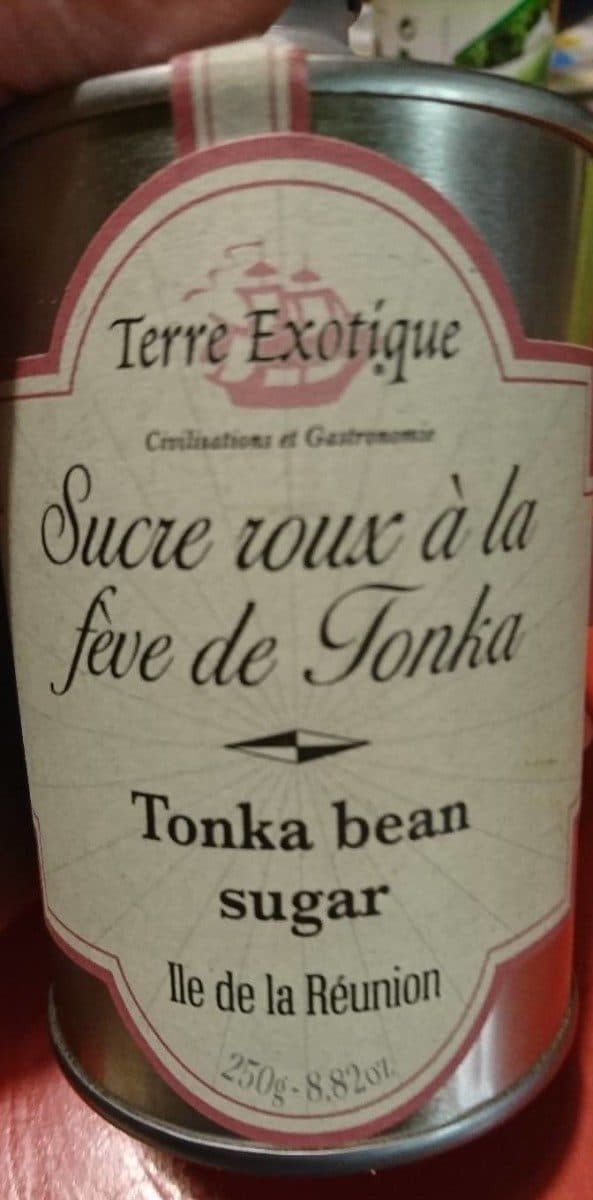 Terre Exotique
Civilisations et Gastronomie
Sucre roux à la
fève de Tonka
Tonka bean
sugar
Ile de la Réunion
250g - 8.82oz